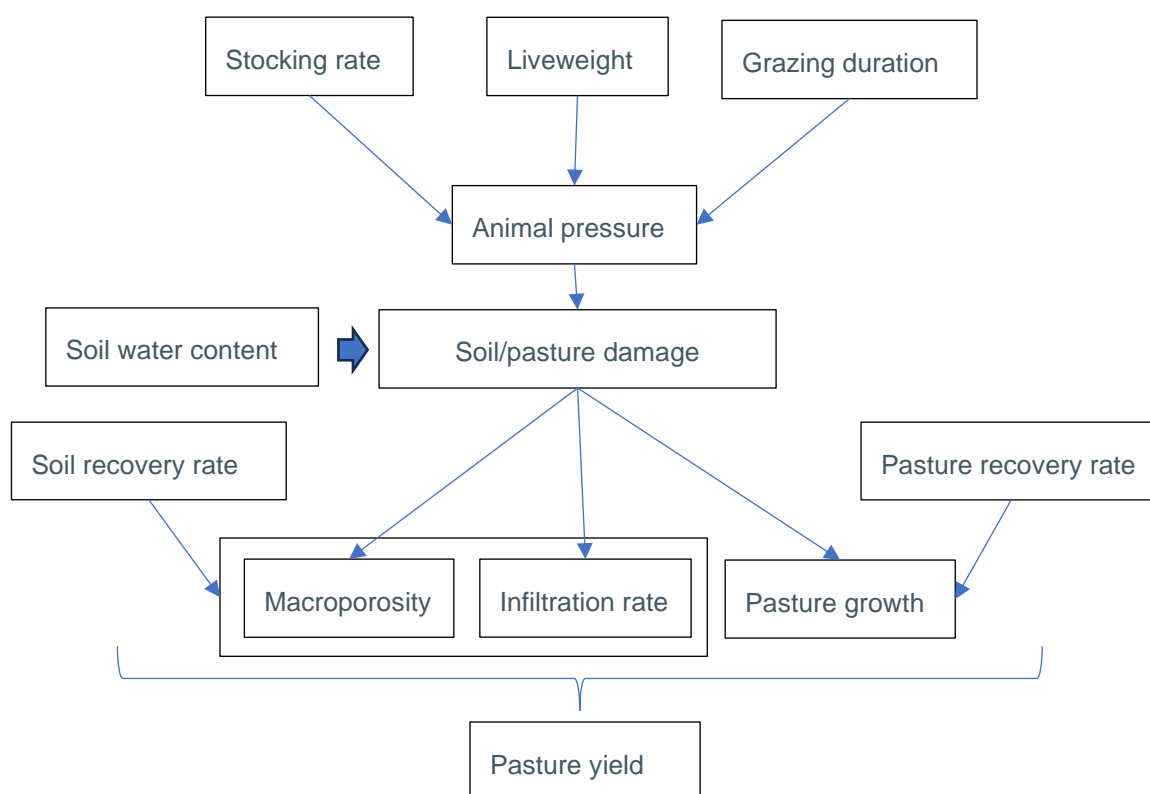 Stocking rate
Liveweight
Grazing duration
Animal pressure
Soil water content
Soil/pasture damage
Soil recovery rate
Pasture recovery rate
Macroporosity
Infiltration rate
Pasture growth
Pasture yield